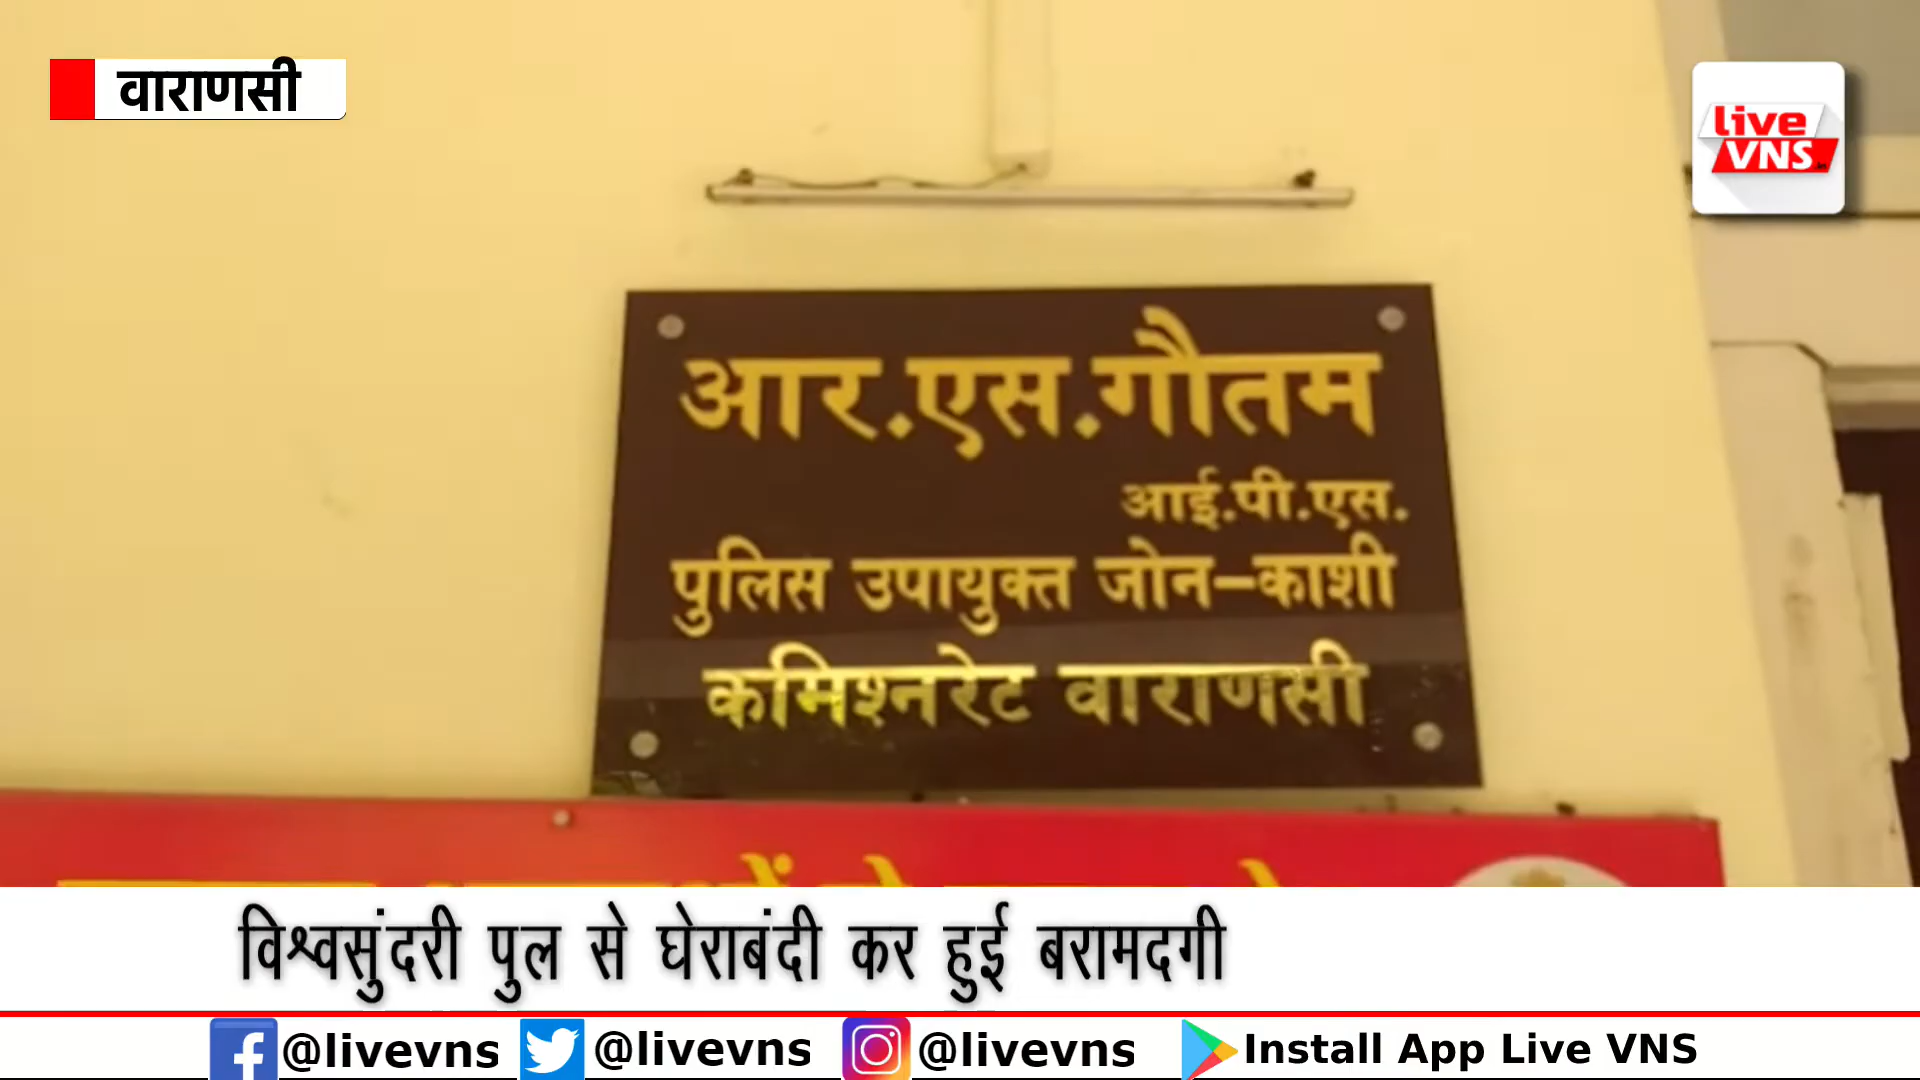 वाराणसी
live
VNS
आर.एस.गौतम
आई.पी.एस.
पुलिस उपायुक्त जोन-काशी
कमिश्नरेट वाराणसी
विश्वसुंदरी पुल से घेराबंदी कर हुई बरामदगी
@livevns @livevns @livevns Install App Live VNS